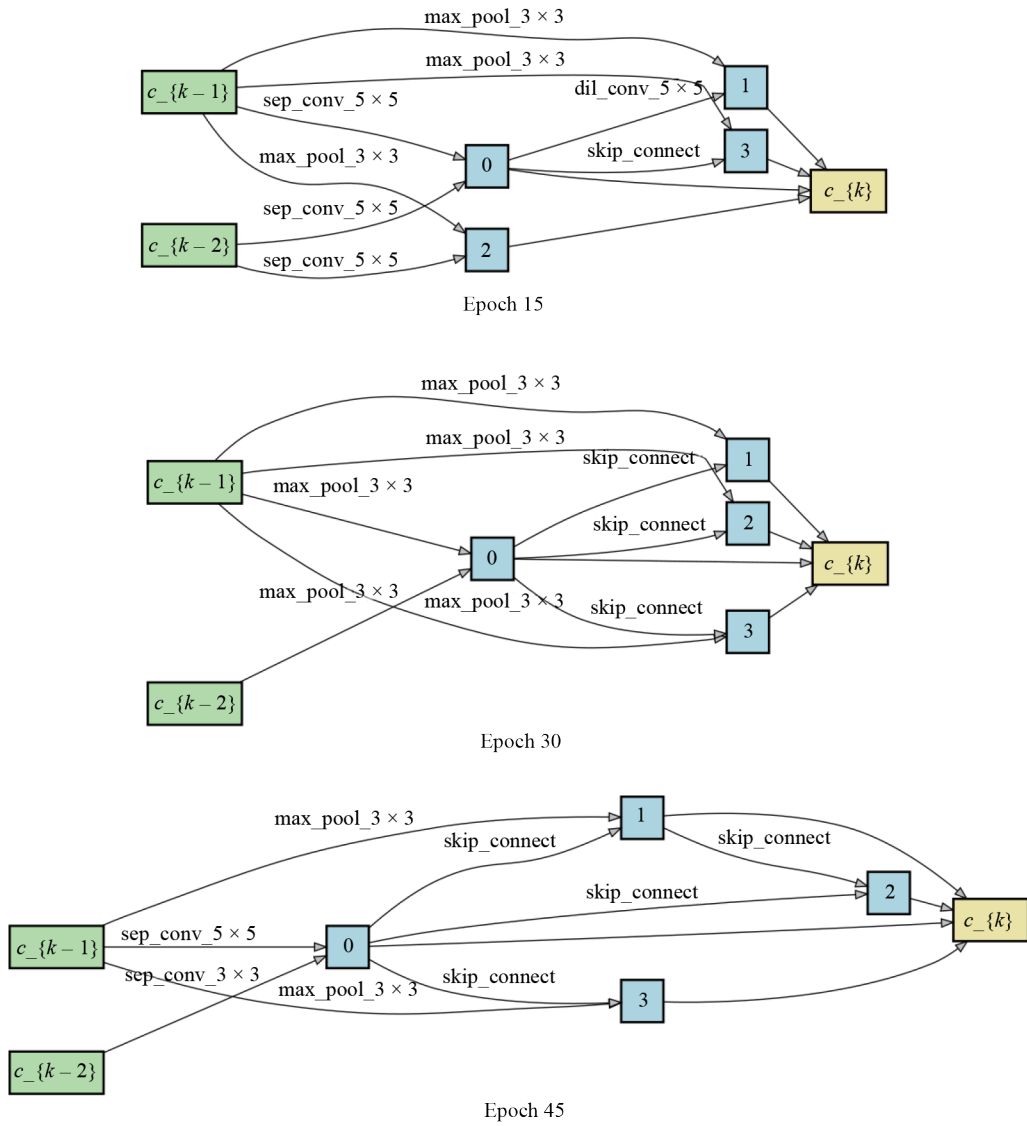 max_pool_3 × 3
max_pool_3 × 3
c_{k−1}
1
dil_conv_5 × 5
sep_conv_5 × 5
3
skip_connect
max_pool_3 × 3
0
c_{k}
sep_conv_5 × 5
c_{k−2}
2
sep_conv_5 × 5
Epoch 15
max_pool_3 × 3
max_pool_3 × 3
skip_connect
1
c_{k−1}
max_pool_3 × 3
skip_connect
2
0
c_{k}
max_pool_3 × 3
max_pool_3 × 3
skip_connect
3
c_{k−2}
Epoch 30
max_pool_3 × 3
1
skip_connect
skip_connect
skip_connect
2
c_{k}
sep_conv_5 × 5
c_{k−1}
0
sep_conv_3 × 3
max_pool_3 × 3
skip_connect
3
c_{k−2}
Epoch 45